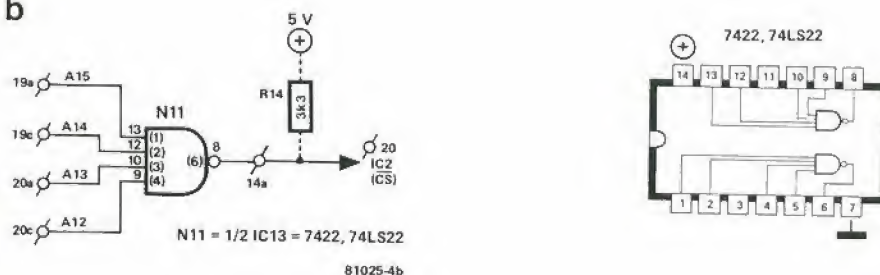 b
5 V
7422, 74LS22
19a A15
N11
R14
3k3
14 13 12 11 10 9 8
19c A14
13 (1)
12 (2)
10 (3)
9 (4)
(6) 8
20
IC2
(CS)
20a A13
14a
20c A12
1 2 3 4 5 6 7
N11 = 1/2 IC13 = 7422, 74LS22
81025-4b